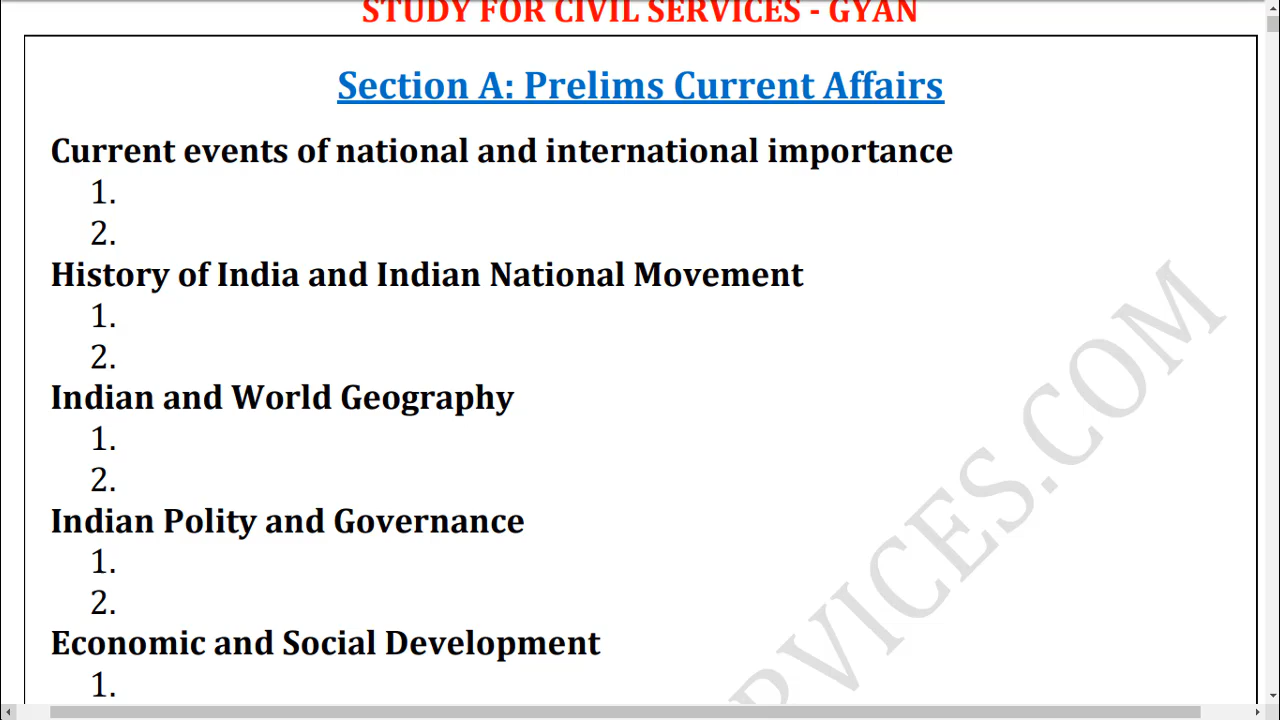 STUDY FOR CIVIL SERVICES - GYAN
Section A: Prelims Current Affairs
Current events of national and international importance
1.
2.
History of India and Indian National Movement
1.
2.
Indian and World Geography
1.
2.
Indian Polity and Governance
1.
2.
Economic and Social Development
1.
RVICES.COM